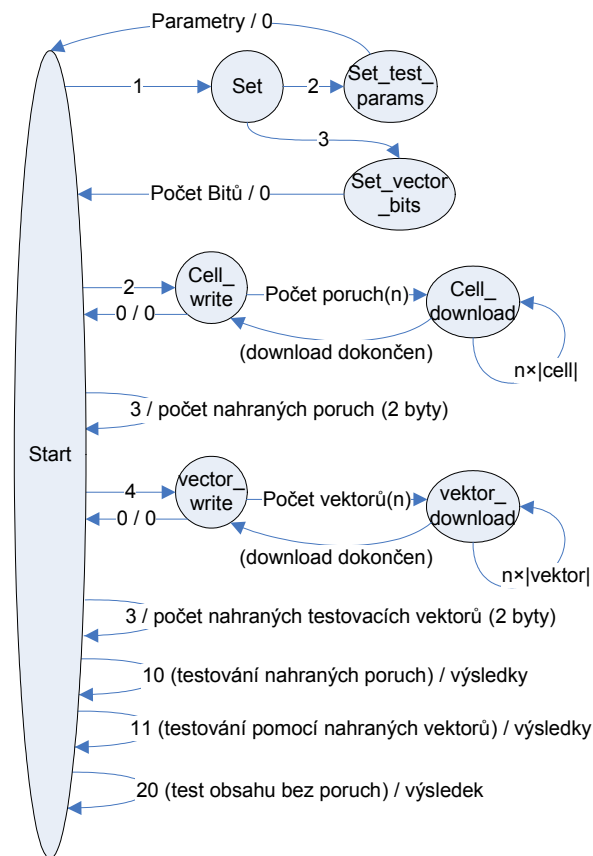 Parametry / 0
1
Set
2
Set_test_
params
3
Počet Bitů / 0
Set_vector
_bits
2
Cell_
write
Počet poruch(n)
Cell_
download
0 / 0
(download dokončen)
n×|cell|
3 / počet nahraných poruch (2 byty)
Start
4
vector_
write
Počet vektorů(n)
vektor_
download
0 / 0
(download dokončen)
n×|vektor|
3 / počet nahraných testovacích vektorů (2 byty)
10 (testování nahraných poruch) / výsledky
11 (testování pomocí nahraných vektorů) / výsledky
20 (test obsahu bez poruch) / výsledek